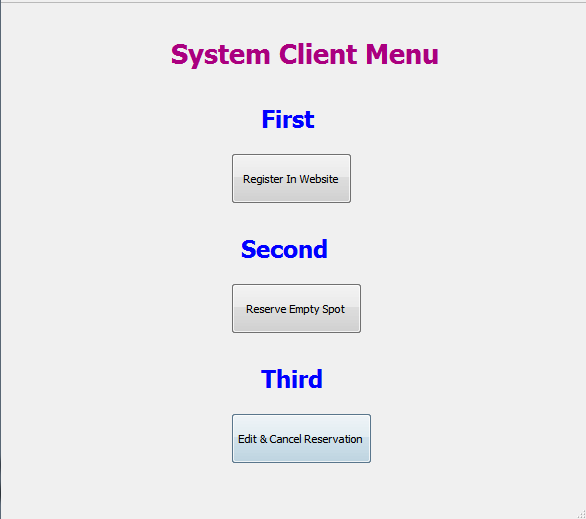 System Client Menu
First
Register In Website
Second
Reserve Empty Spot
Third
Edit & Cancel Reservation